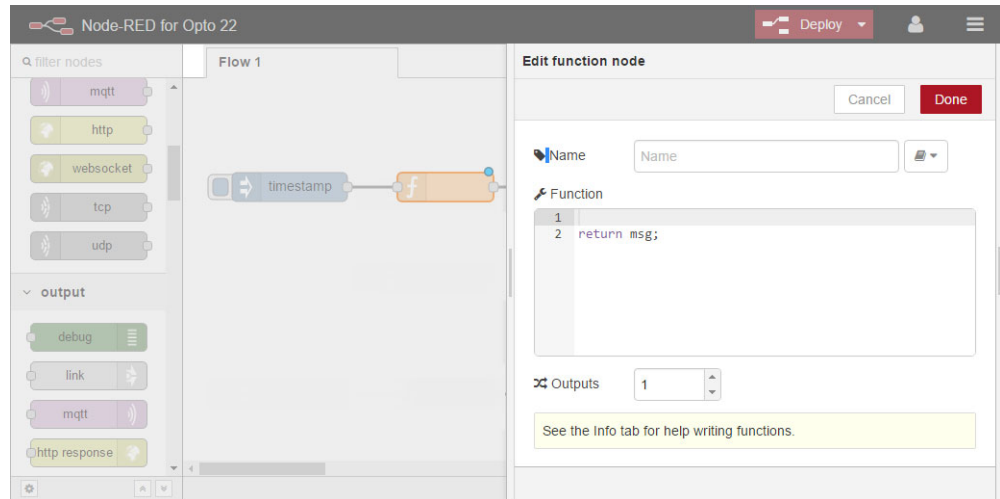 Node-RED for Opto 22
Deploy
filter nodes
mqtt
http
websocket
tcp
udp
output
debug
link
mqtt
http response
Flow 1
timestamp
f
Edit function node
Cancel
Done
Name
Name
Function
1
2 return msg;
Outputs
1
See the Info tab for help writing functions.